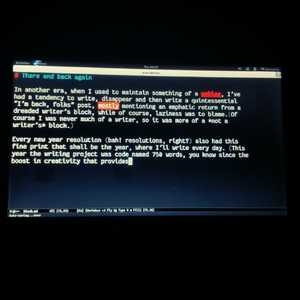 # There and back again
In another era, when I used to maintain something of a weblog, I've
had a tendency to write, disappear and then write a quintessential
"I'm back, folks" post, mostly mentioning an emphatic return from a
dreaded writer's block, while of course, laziness was to blame.(Of
course I was never much of a writer, so it was more of a *not a
writer's* block.)
Every new year resolution (bah! resolutions, right?) also had this
fine print that shall be the year, where I'll write every day. (This
year the writing project was code named 750 words, you know since the
boost in creativity that provides